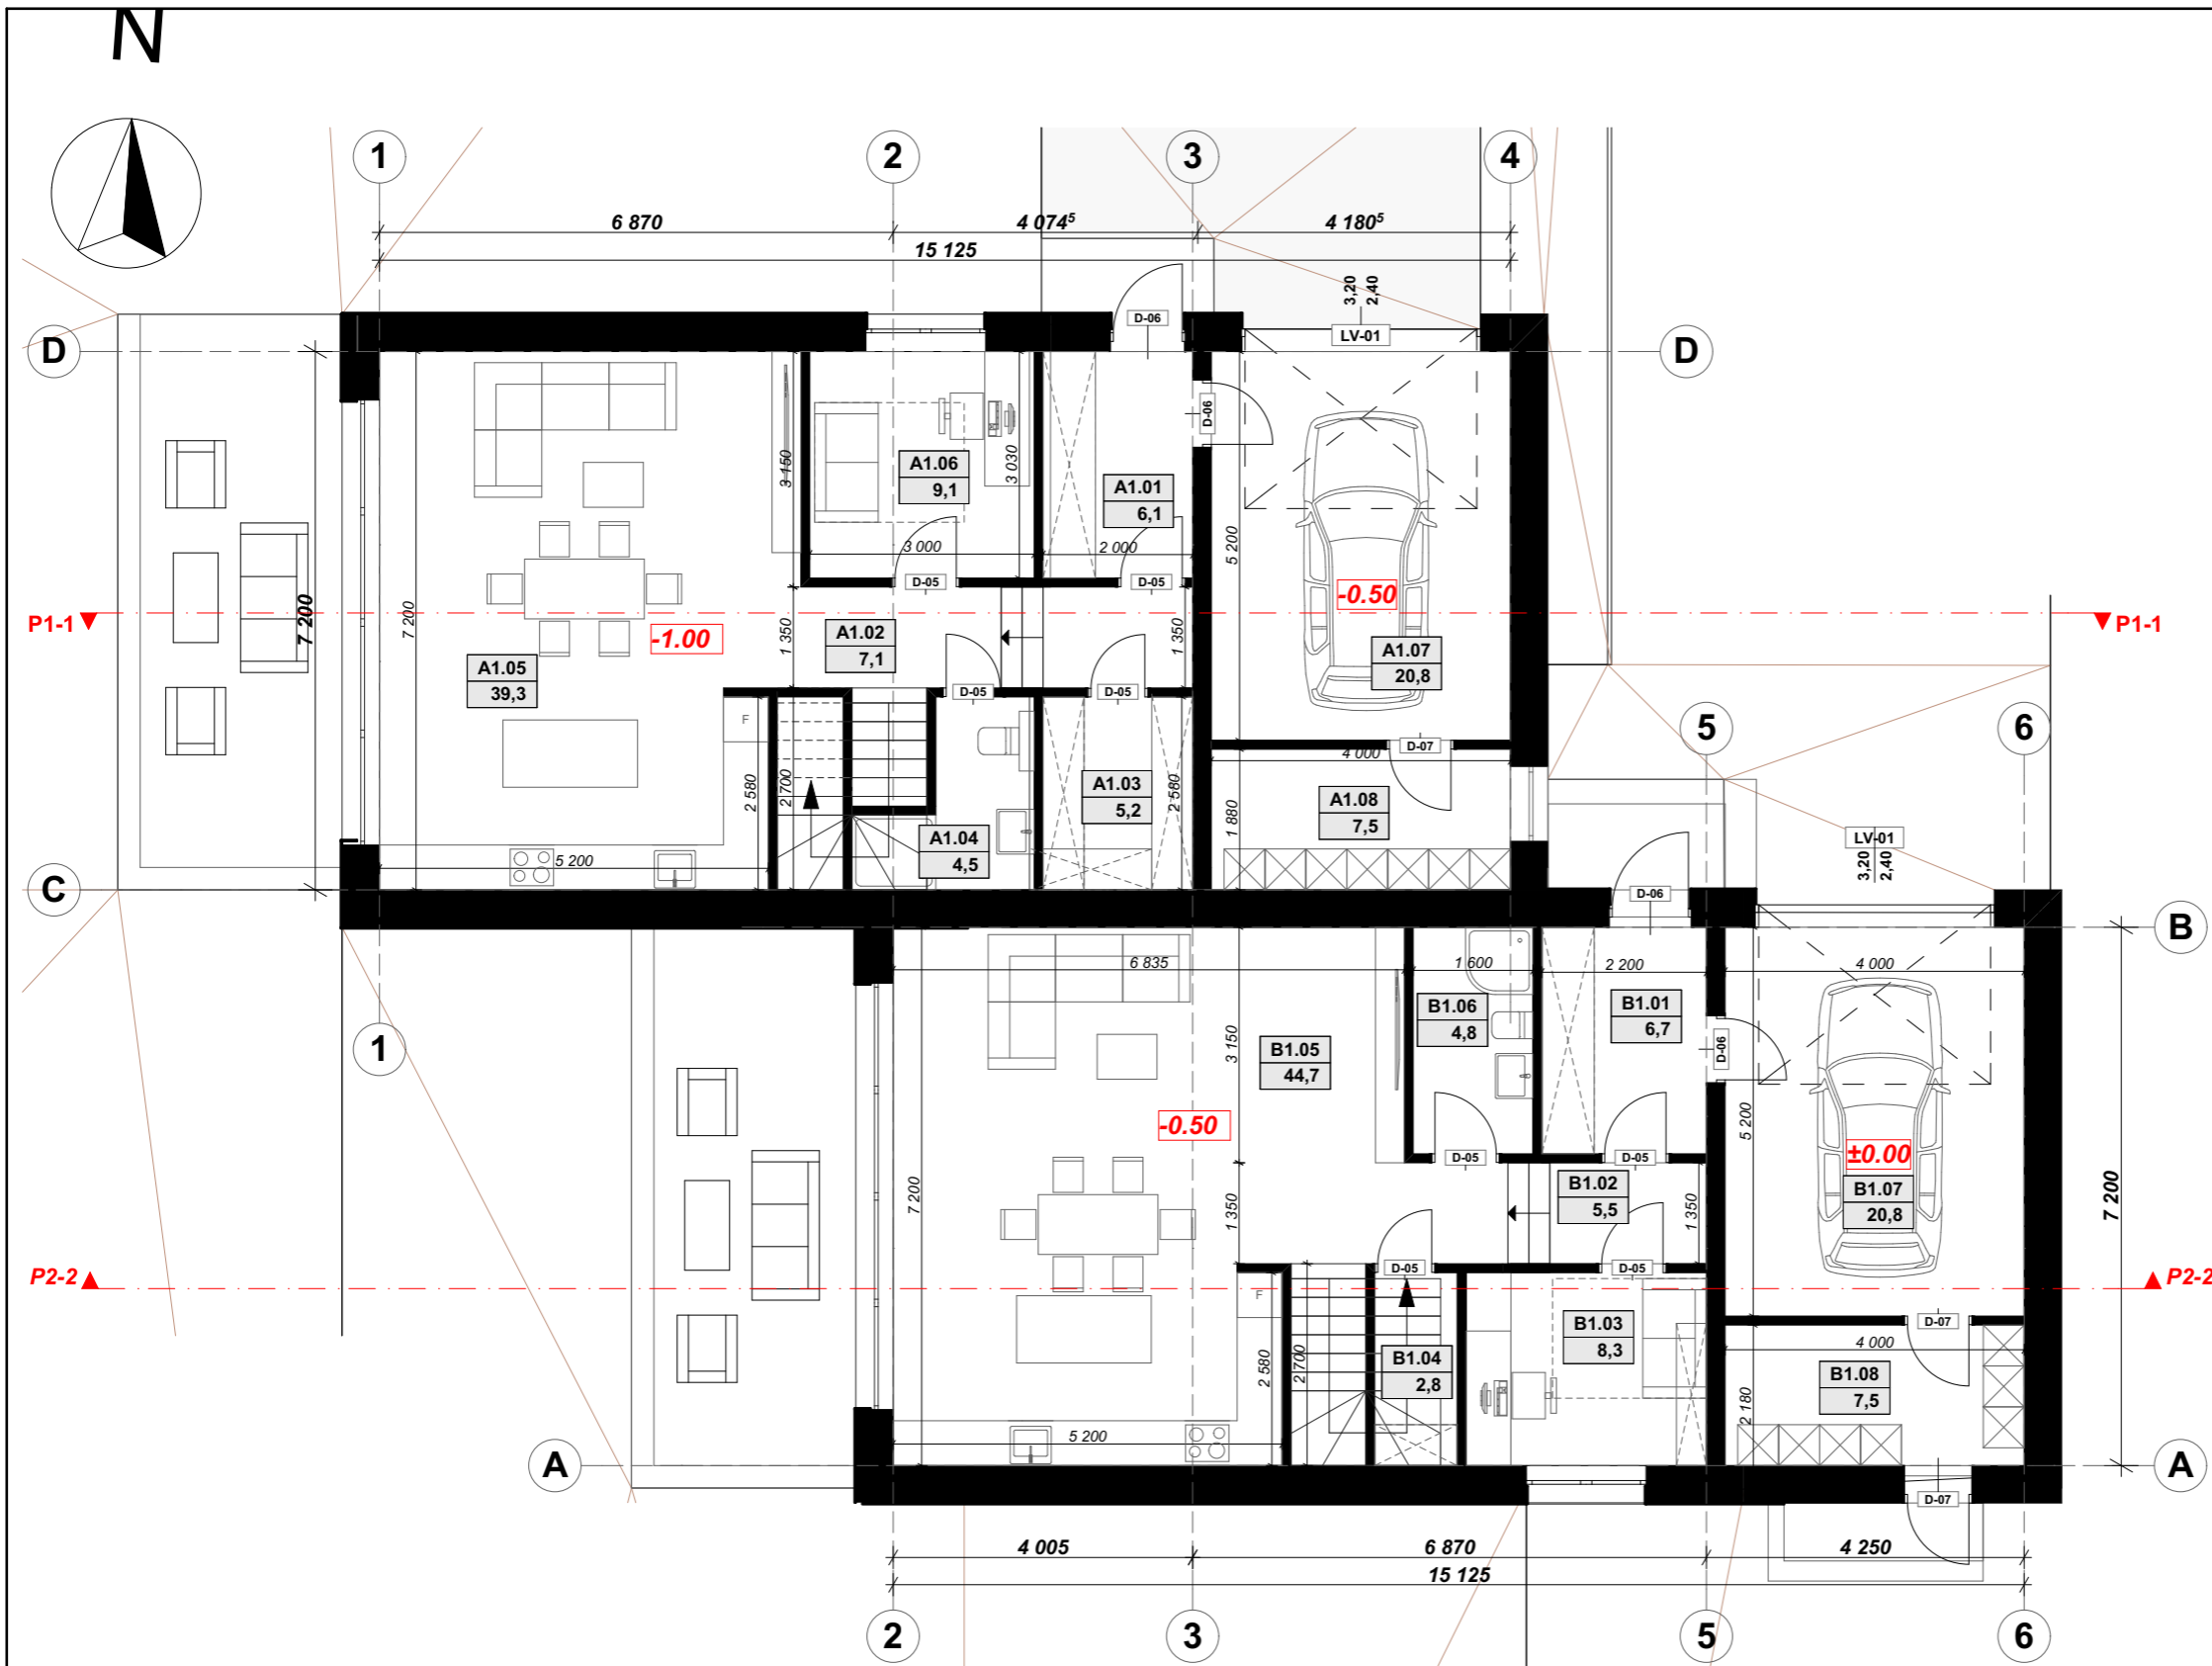 N
1
2
3
4
6 870
4 074⁵
4 180⁵
15 125
3,20
2,40
D-06
LV-01
D
D
D-06
A1.06
9,1
3 150
3 030
A1.01
6,1
3 000
2 000
5 200
D-05
D-05
-0.50
P1-1
P1-1
7 200
7 200
-1.00
A1.02
7,1
1 350
1 350
A1.05
39,3
A1.07
20,8
D-05
D-05
F
5
6
D-07
4 000
2 580
2 700
A1.03
5,2
2 580
A1.08
7,5
1 880
A1.04
4,5
LV-01
3,20
2,40
5 200
C
D-06
B
6 835
1 600
2 200
4 000
B1.06
4,8
B1.01
6,7
1
3 150
B1.05
44,7
D-06
-0.50
5 200
±0.00
D-05
D-05
7 200
1 350
B1.02
5,5
1 350
B1.07
20,8
7 200
P2-2
D-05
D-05
P2-2
F
B1.03
8,3
D-07
2 580
2 700
B1.04
2,8
4 000
B1.08
7,5
2 180
5 200
A
A
D-07
4 005
6 870
4 250
15 125
2
3
5
6